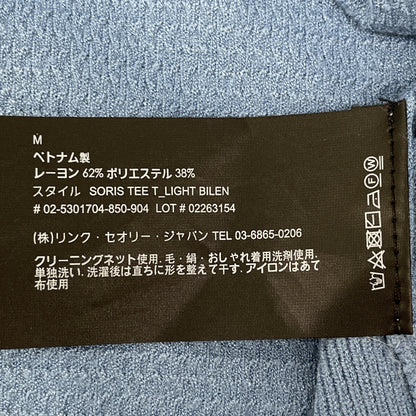 M
ベトナム製
レーヨン 62% ポリエステル 38%
スタイル SORIS TEE T_LIGHT BILEN
# 02-5301704-850-904 LOT # 02263154
(株)リンク・セオリー・ジャパン TEL 03-6865-0206
クリーニングネット使用. 毛・絹・おしゃれ着用洗剤使用.
単独洗い. 洗濯後は直ちに形を整えて干す. アイロンはあて
布使用